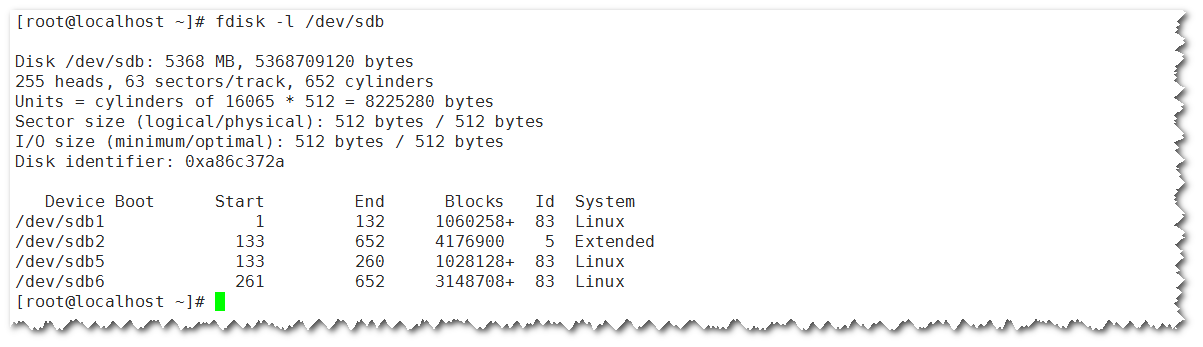 [root@localhost ~]# fdisk -l /dev/sdb
Disk /dev/sdb: 5368 MB, 5368709120 bytes
255 heads, 63 sectors/track, 652 cylinders
Units = cylinders of 16065 * 512 = 8225280 bytes
Sector size (logical/physical): 512 bytes / 512 bytes
I/O size (minimum/optimal): 512 bytes / 512 bytes
Disk identifier: 0xa86c372a
   Device Boot      Start         End      Blocks   Id  System
/dev/sdb1               1         132     1060258+  83  Linux
/dev/sdb2             133         652     4176900    5  Extended
/dev/sdb5             133         260     1028128+  83  Linux
/dev/sdb6             261         652     3148708+  83  Linux
[root@localhost ~]#